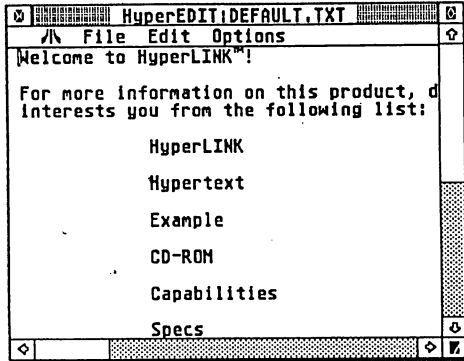 HyperEDIT:DEFAULT.TXT
File Edit Options
Welcome to HyperLINK™!
For more information on this product, d
interests you from the following list:
HyperLINK
Hypertext
Example
CD-ROM
Capabilities
Specs